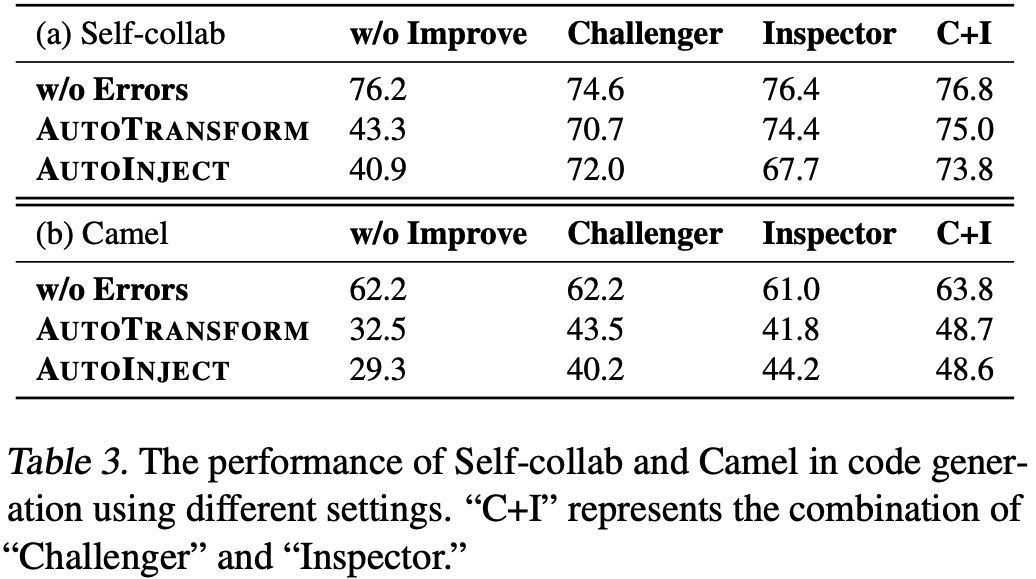 (a) Self-collab w/o Improve Challenger Inspector C+I
w/o Errors 76.2 74.6 76.4 76.8
AUTOTRANSFORM 43.3 70.7 74.4 75.0
AUTOINJECT 40.9 72.0 67.7 73.8
(b) Camel w/o Improve Challenger Inspector C+I
w/o Errors 62.2 62.2 61.0 63.8
AUTOTRANSFORM 32.5 43.5 41.8 48.7
AUTOINJECT 29.3 40.2 44.2 48.6
Table 3. The performance of Self-collab and Camel in code gener-
ation using different settings. “C+I” represents the combination of
“Challenger” and “Inspector.”